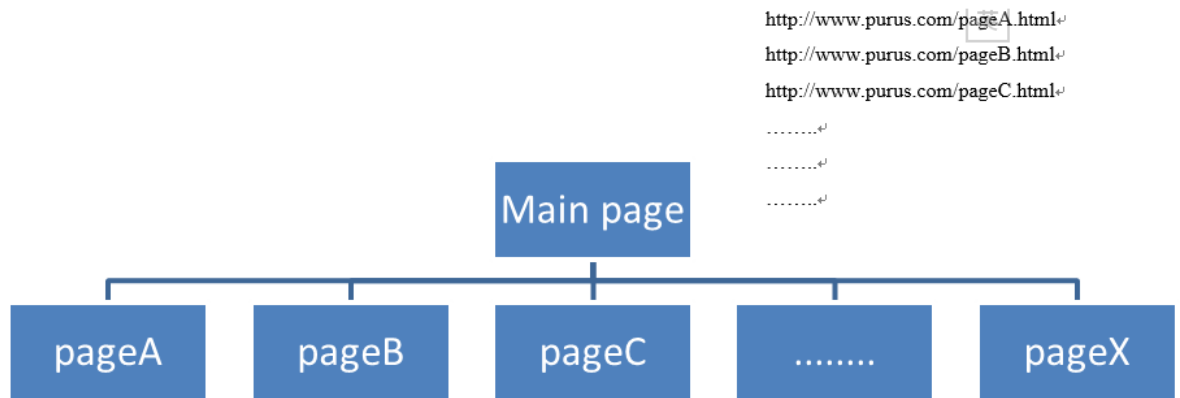 http://www.purus.com/pageA.html
http://www.purus.com/pageB.html
http://www.purus.com/pageC.html
……..
……..
……..
Main page
pageA
pageB
pageC
........
pageX